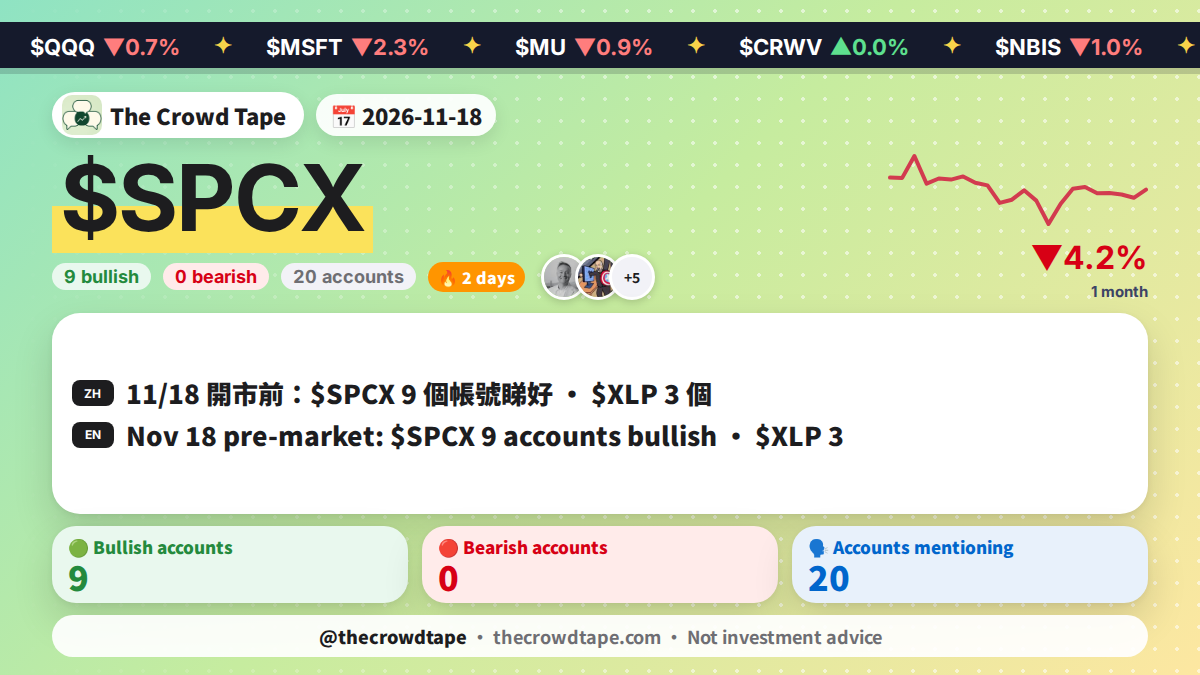 $QQQ ▼0.7% ✦ $MSFT ▼2.3% ✦ $MU ▼0.9% ✦ $CRWV ▲0.0% ✦ $NBIS ▼1.0% ✦
The Crowd Tape 📅 2026-11-18
$SPCX
▼4.2%
1 month
9 bullish 0 bearish 20 accounts 🔥 2 days +5
ZH 11/18 開市前：$SPCX 9 個帳號睇好 • $XLP 3 個
EN Nov 18 pre-market: $SPCX 9 accounts bullish • $XLP 3
🟢 Bullish accounts
9
🔴 Bearish accounts
0
🗣️ Accounts mentioning
20
@thecrowdtape • thecrowdtape.com • Not investment advice